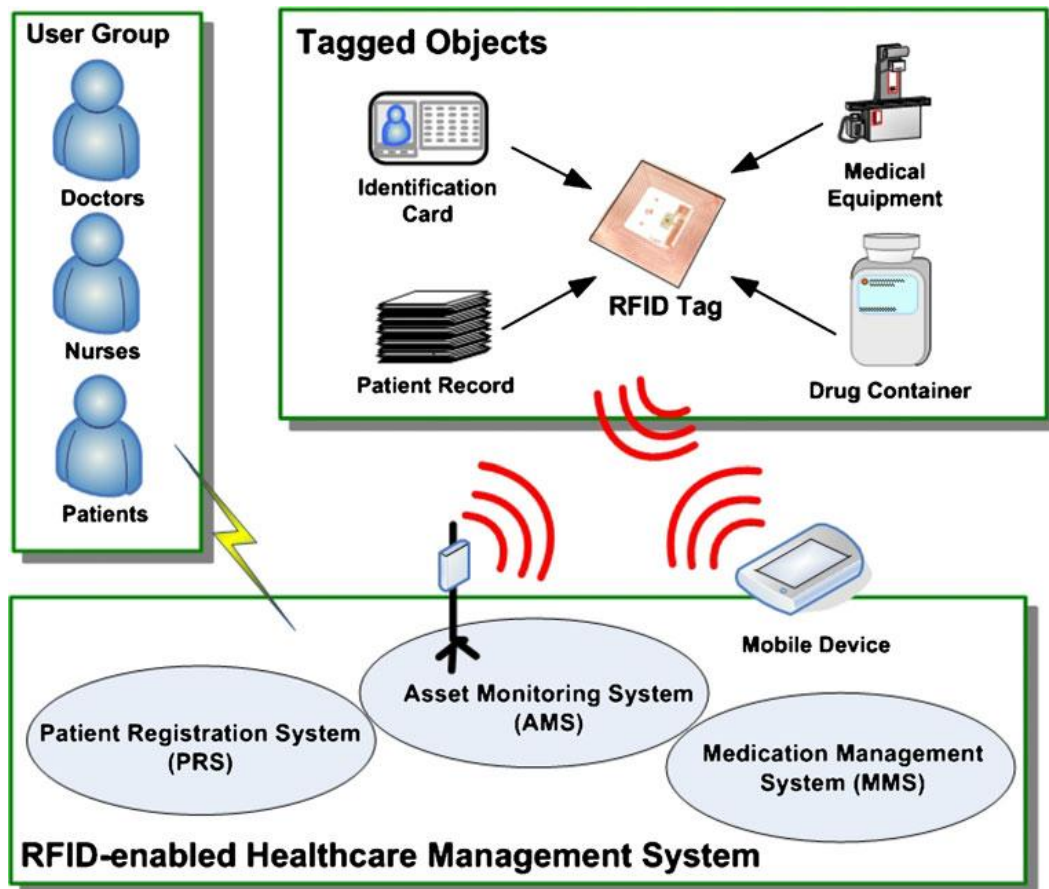 User Group
Doctors
Nurses
Patients
Tagged Objects
Identification
Card
Medical
Equipment
RFID Tag
Patient Record
Drug Container
Mobile Device
Patient Registration System
(PRS)
Asset Monitoring System
(AMS)
Medication Management
System (MMS)
RFID-enabled Healthcare Management System